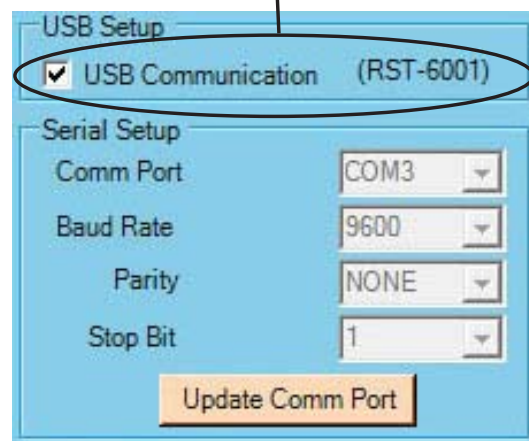 USB Setup
USB Communication (RST-6001)
Serial Setup
Comm Port COM3
Baud Rate 9600
Parity NONE
Stop Bit 1
Update Comm Port